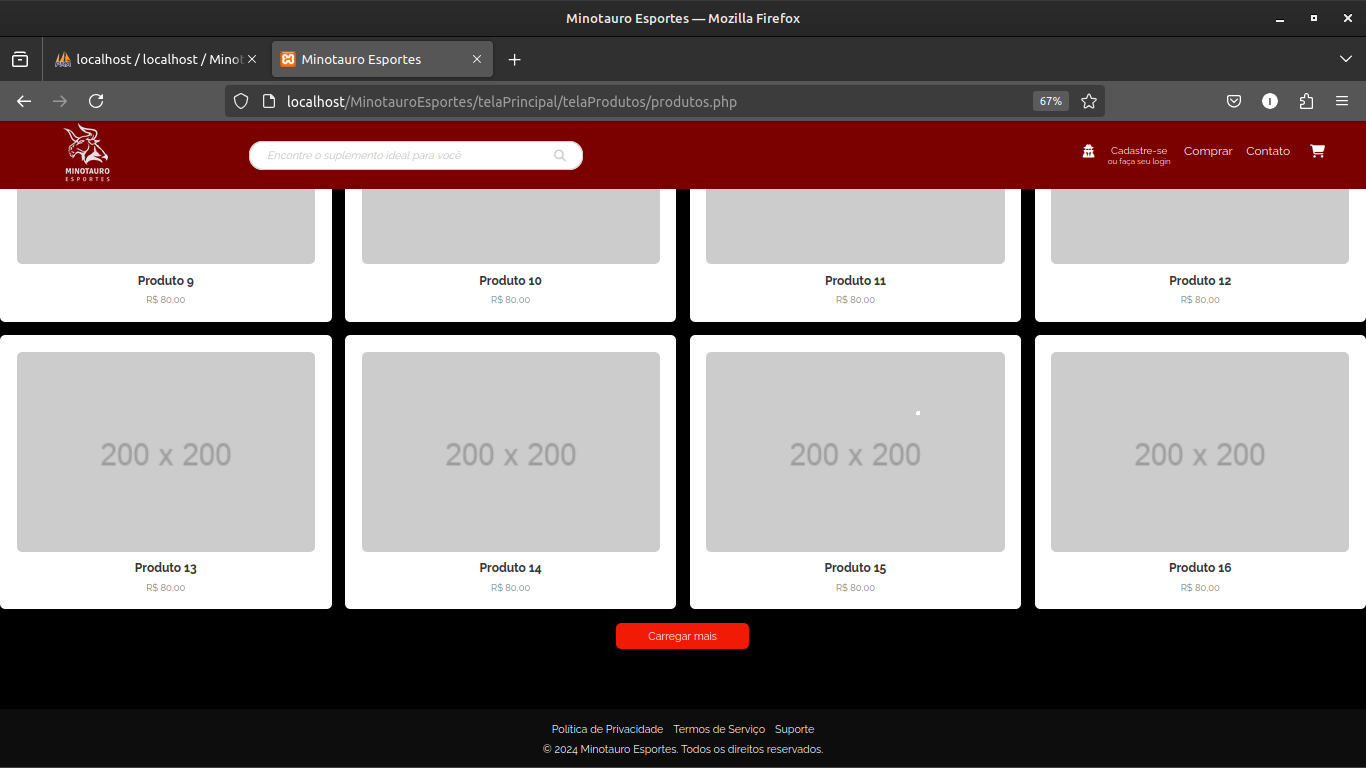 Minotauro Esportes — Mozilla Firefox
localhost / localhost / Minot
Minotauro Esportes
localhost/MinotauroEsportes/telaPrincipal/telaProdutos/produtos.php
67%
MINOTAURO
ESPORTES
Encontre o suplemento ideal para você
Cadastre-se
ou faça seu login
Comprar
Contato
Produto 9
R$ 80,00
Produto 10
R$ 80,00
Produto 11
R$ 80,00
Produto 12
R$ 80,00
200 x 200
Produto 13
R$ 80,00
200 x 200
Produto 14
R$ 80,00
200 x 200
Produto 15
R$ 80,00
200 x 200
Produto 16
R$ 80,00
Carregar mais
Política de Privacidade Termos de Serviço Suporte
© 2024 Minotauro Esportes. Todos os direitos reservados.